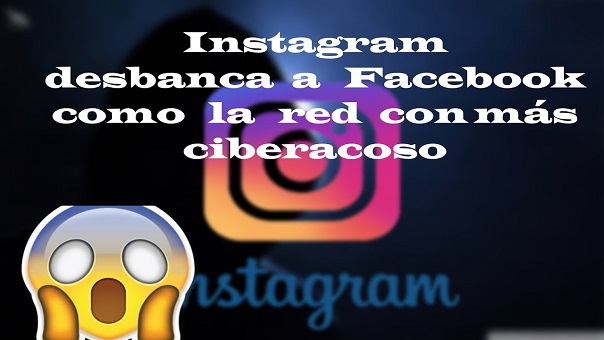 Instagram
desbanca a Facebook
como la red con más
ciberacoso
Instagram